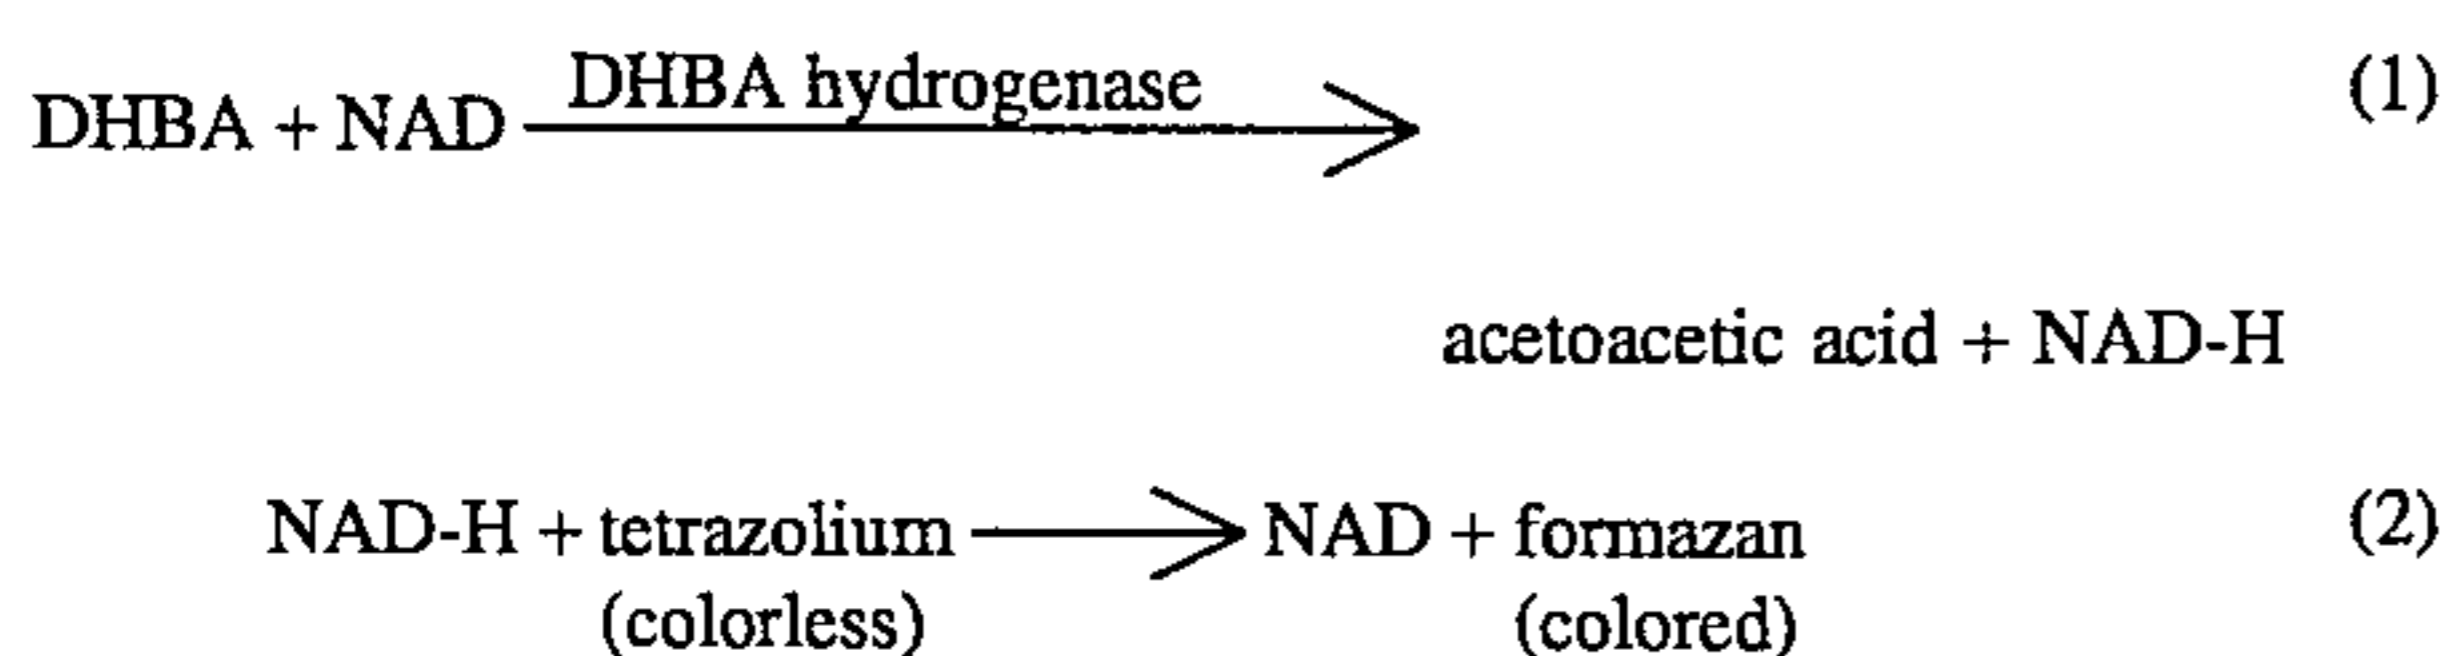 DHBA hydrogenase
DHBA + NAD (1)
acetoacetic acid + NAD-H
NAD-H + tetrazolium NAD + formazan (2)
(colorless) (colored)